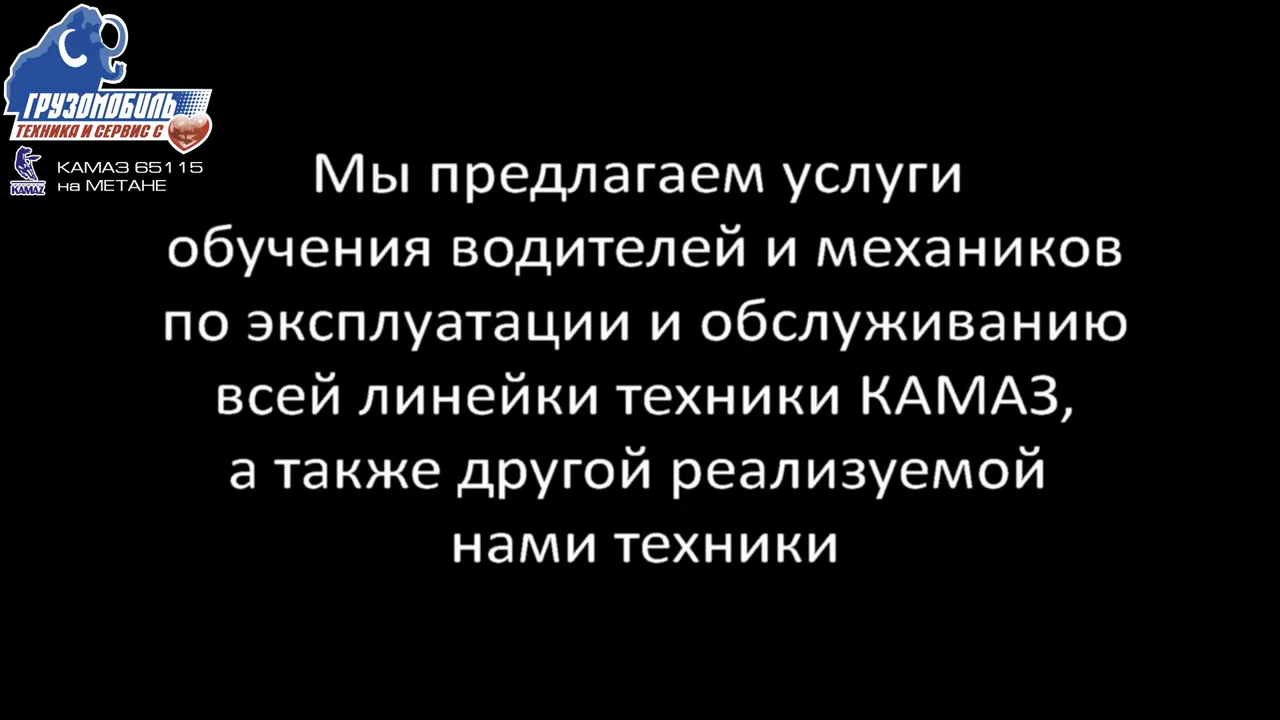 ГРУЗОМОБИЛЬ
ТЕХНИКА И СЕРВИС С
KAMAZ
КАМАЗ 65115
на МЕТАНЕ
Мы предлагаем услуги
обучения водителей и механиков
по эксплуатации и обслуживанию
всей линейки техники КАМАЗ,
а также другой реализуемой
нами техники